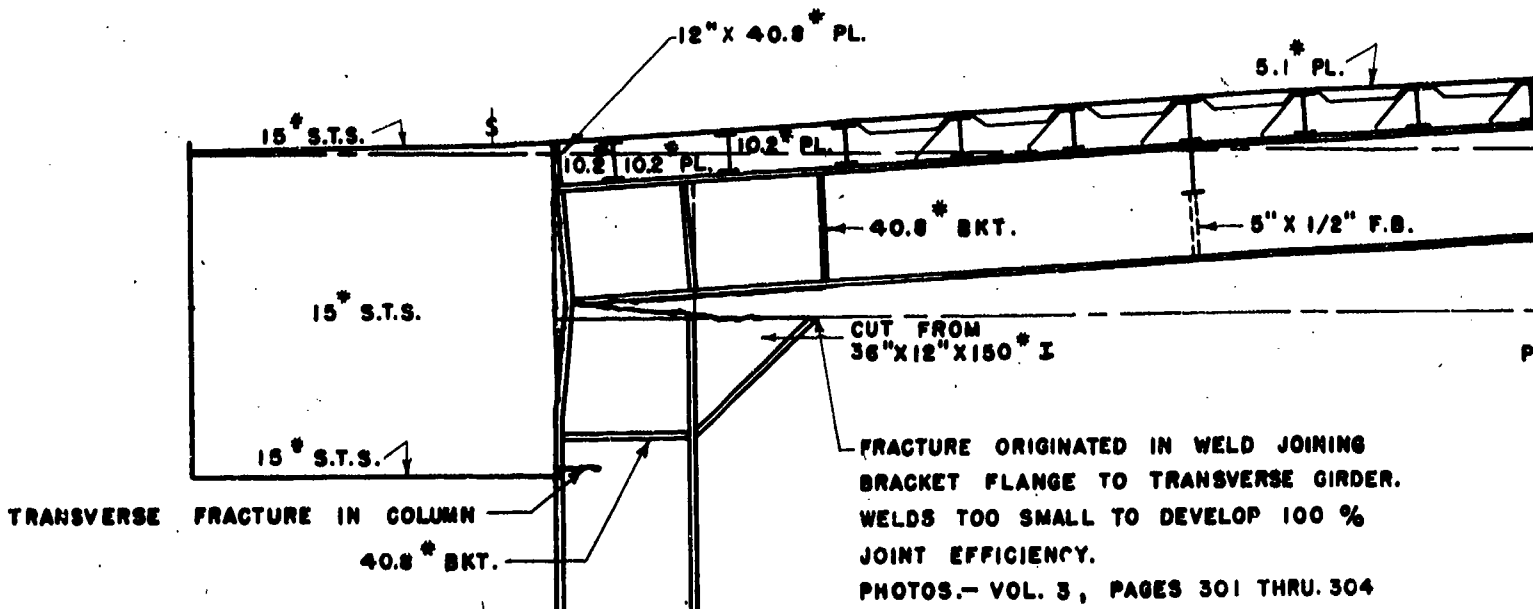 12" X 40.8* PL.
5.1* PL.
15* S.T.S.
$
10.2* 10.2* PL.
10.2* PL.
40.8* BKT.
5" X 1/2" F.B.
15* S.T.S.
CUT FROM
36"X12"X150* I
P
15* S.T.S.
TRANSVERSE FRACTURE IN COLUMN
40.8* BKT.
FRACTURE ORIGINATED IN WELD JOINING
BRACKET FLANGE TO TRANSVERSE GIRDER.
WELDS TOO SMALL TO DEVELOP 100 %
JOINT EFFICIENCY.
PHOTOS.- VOL. 3, PAGES 301 THRU. 304